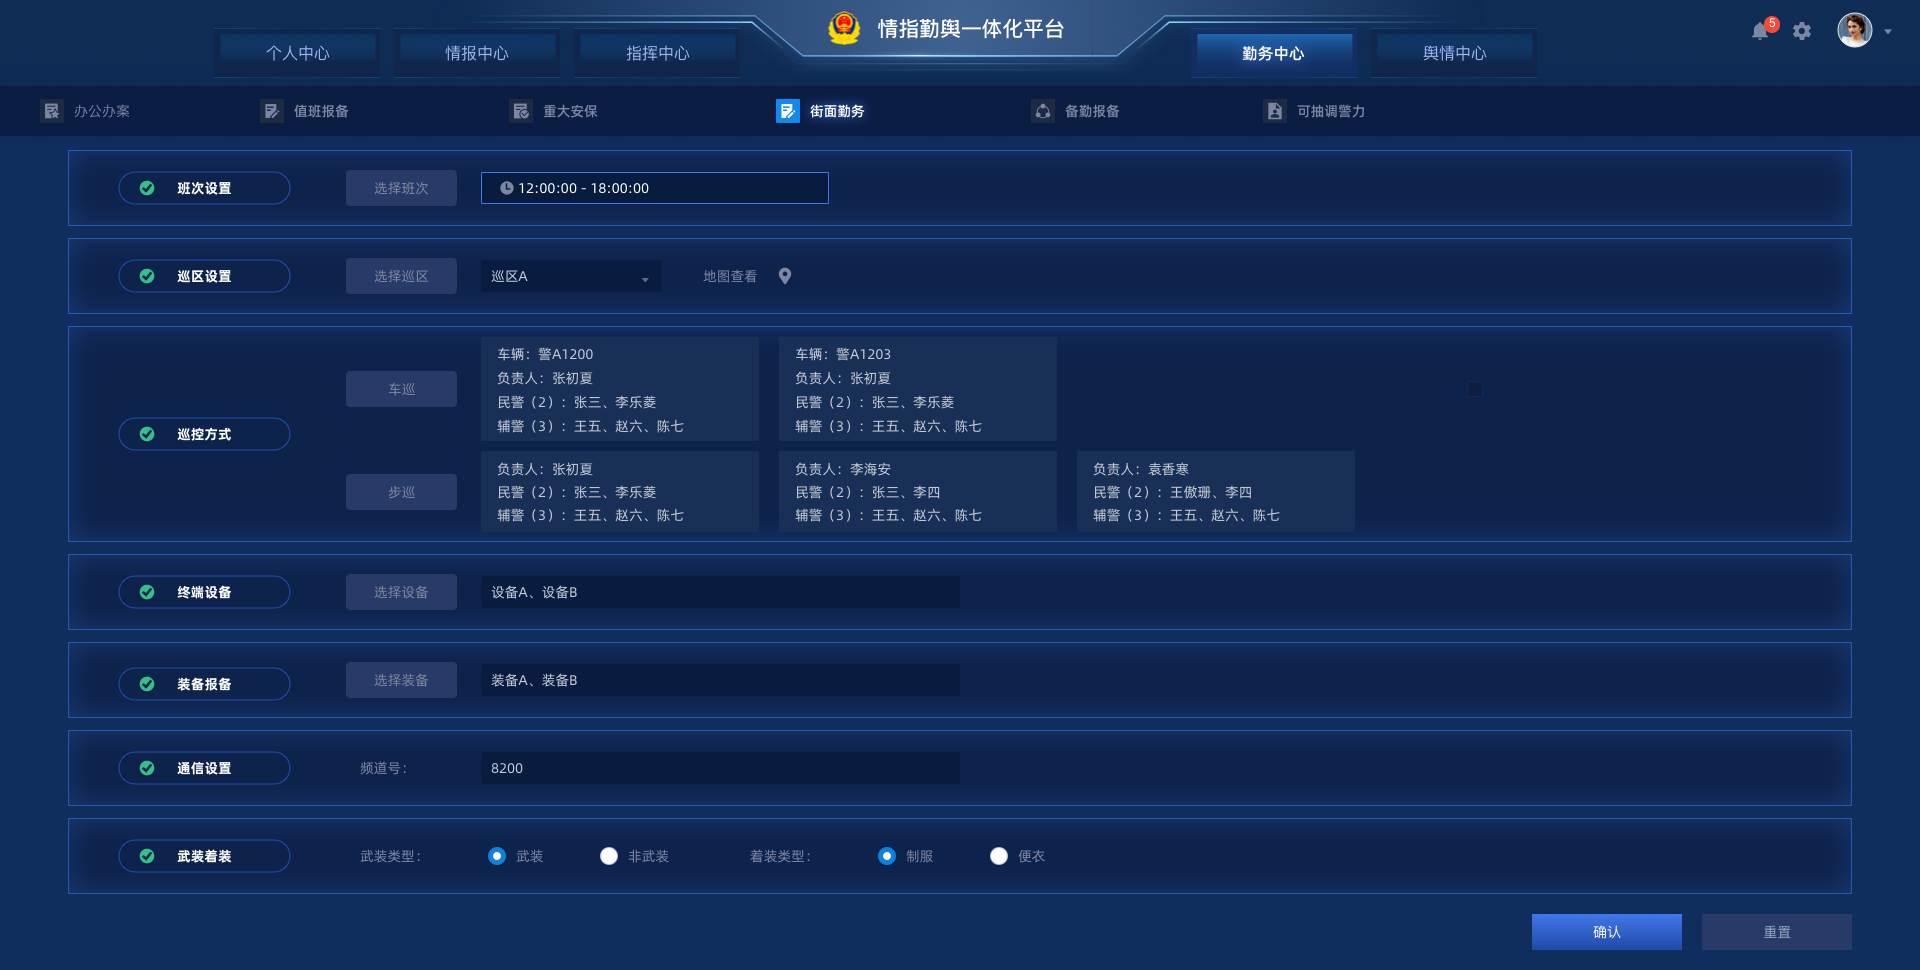 情指勤舆一体化平台
个人中心
情报中心
指挥中心
勤务中心
舆情中心
5
办公办案
值班报备
重大安保
街面勤务
备勤报备
可抽调警力
班次设置
选择班次
12:00:00 - 18:00:00
巡区设置
选择巡区
巡区A
地图查看
巡控方式
车巡
车辆：警A1200
负责人：张初夏
民警（2）：张三、李乐菱
辅警（3）：王五、赵六、陈七
车辆：警A1203
负责人：张初夏
民警（2）：张三、李乐菱
辅警（3）：王五、赵六、陈七
步巡
负责人：张初夏
民警（2）：张三、李乐菱
辅警（3）：王五、赵六、陈七
负责人：李海安
民警（2）：张三、李四
辅警（3）：王五、赵六、陈七
负责人：袁香寒
民警（2）：王傲珊、李四
辅警（3）：王五、赵六、陈七
终端设备
选择设备
设备A、设备B
装备报备
选择装备
装备A、装备B
通信设置
频道号：
8200
武装着装
武装类型：
武装
非武装
着装类型：
制服
便衣
确认
重置